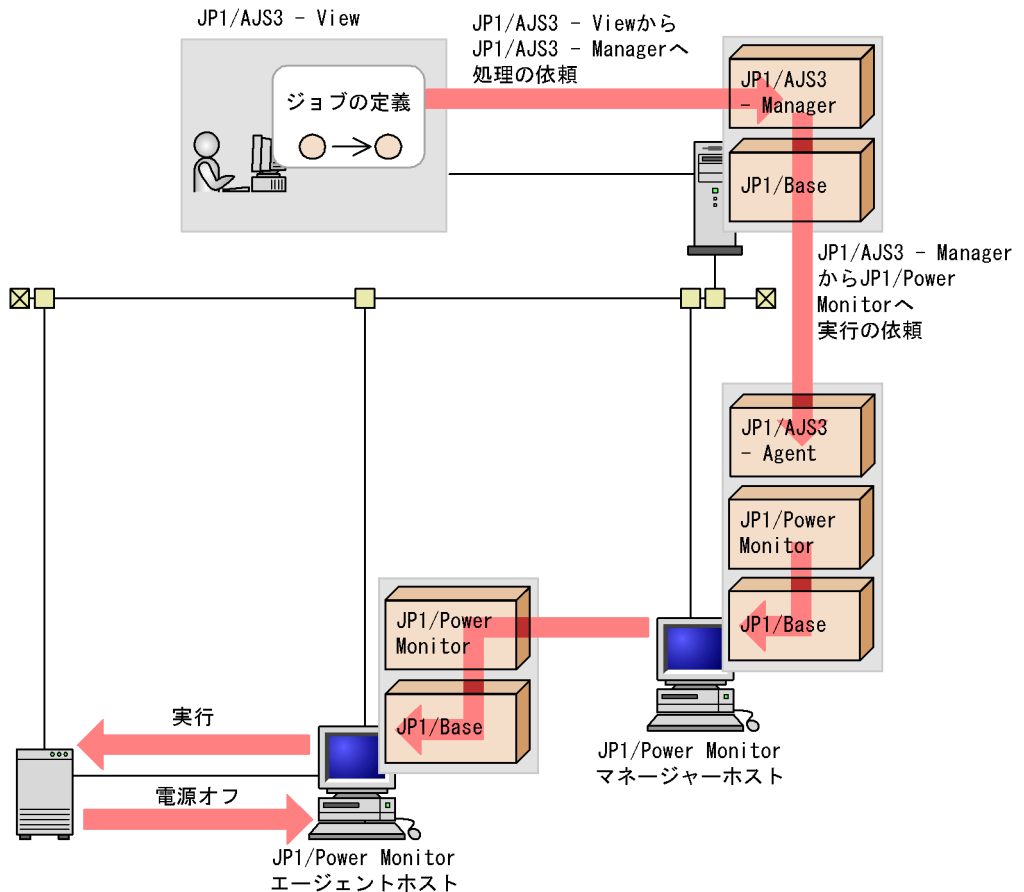 JP1/AJS3 - View
JP1/AJS3 - Viewから
JP1/AJS3 - Managerへ
処理の依頼
ジョブの定義
JP1/AJS3
- Manager
JP1/Base
JP1/AJS3 - Manager
からJP1/Power
Monitorへ
実行の依頼
JP1/AJS3
- Agent
JP1/Power
Monitor
JP1/Base
JP1/Power
Monitor
JP1/Base
実行
電源オフ
JP1/Power Monitor
マネージャーホスト
JP1/Power Monitor
エージェントホスト